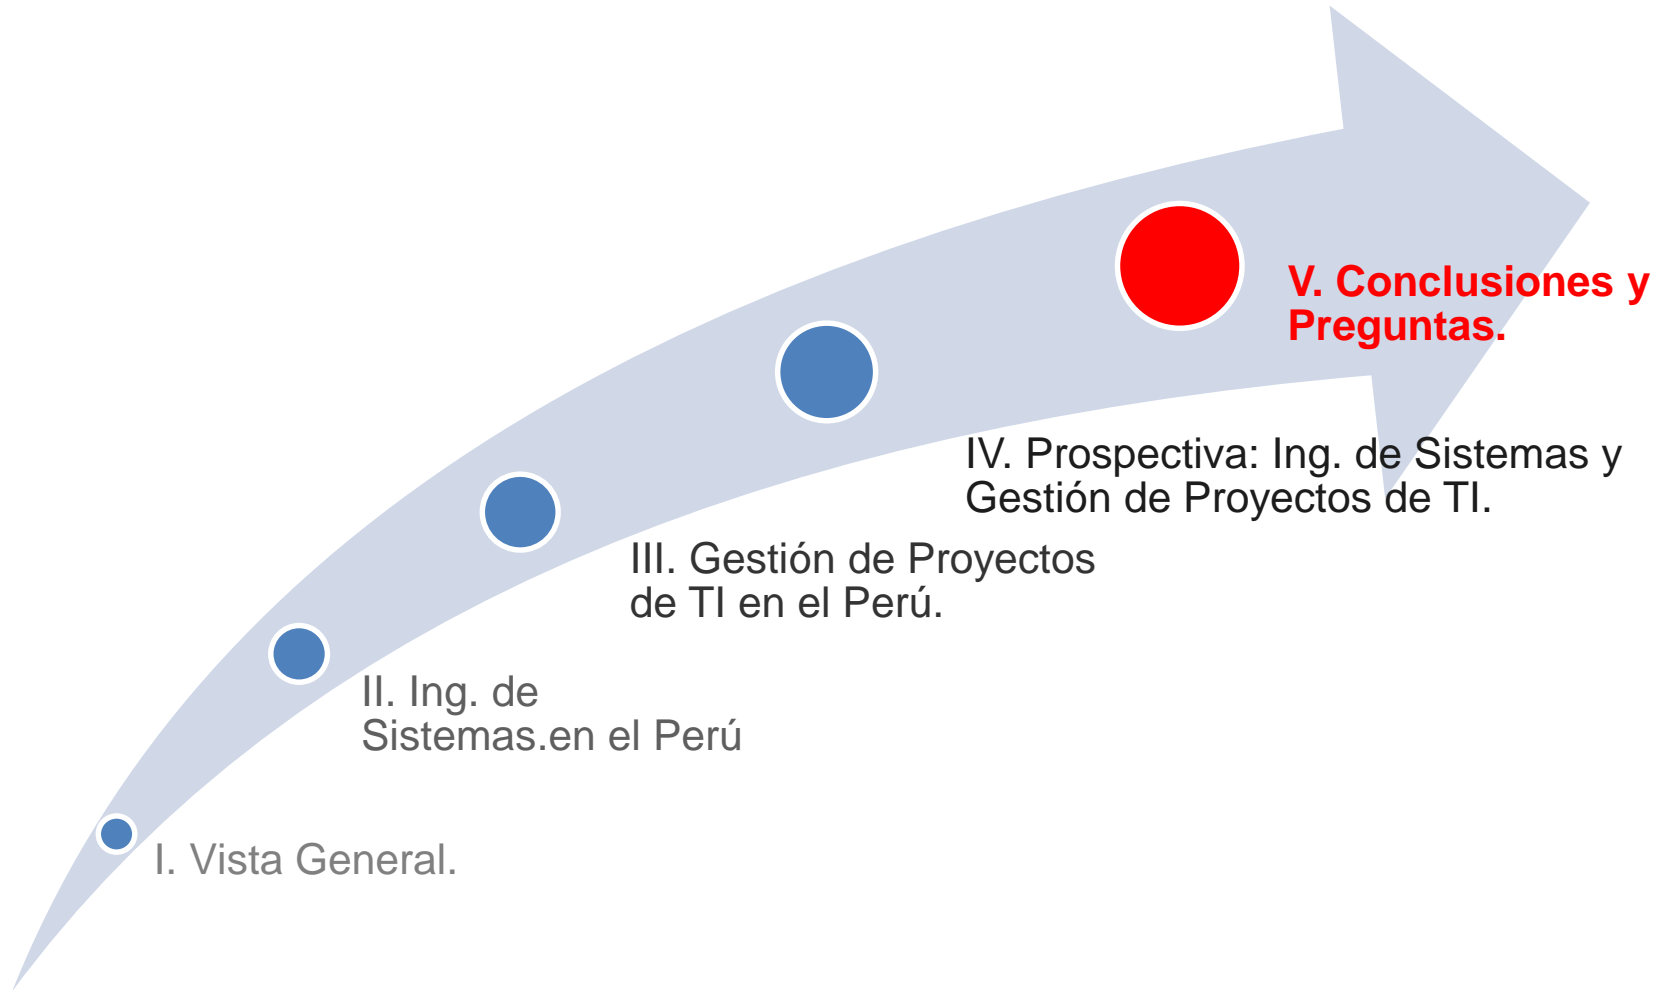 V. Conclusiones y
Preguntas.
IV. Prospectiva: Ing. de Sistemas y
Gestión de Proyectos de TI.
III. Gestión de Proyectos
de TI en el Perú.
II. Ing. de
Sistemas.en el Perú
I. Vista General.